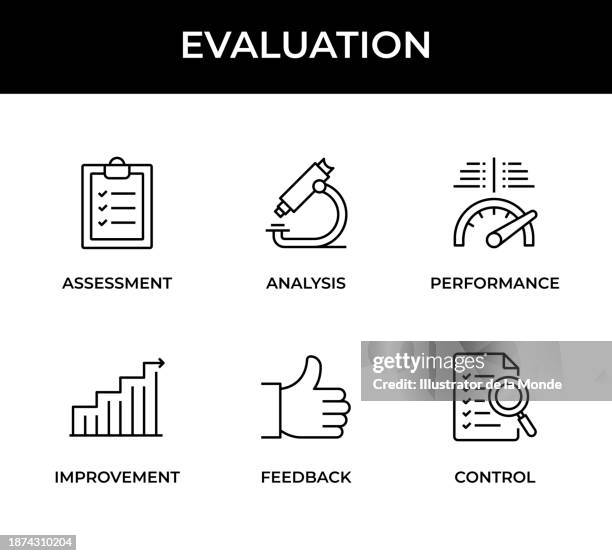 EVALUATION
ASSESSMENT
ANALYSIS
PERFORMANCE
gettyimages
Credit: Illustrator de la Monde
IMPROVEMENT
FEEDBACK
CONTROL
1874310204